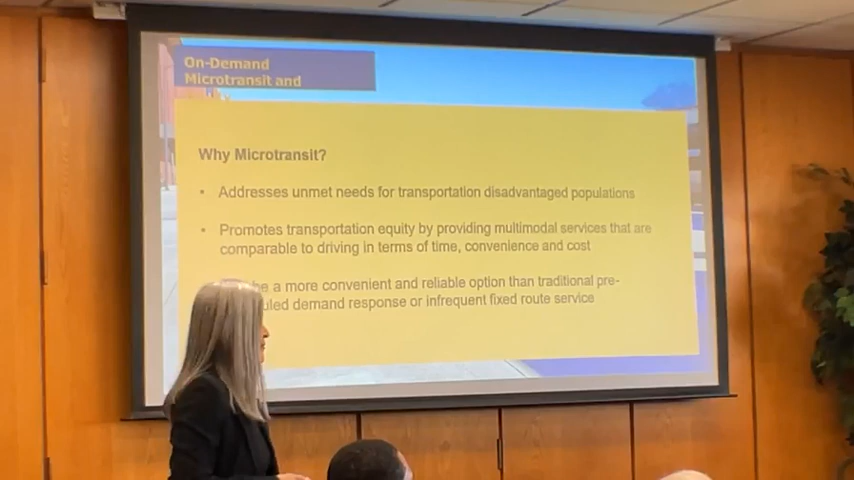 On-Demand
Microtransit and
Why Microtransit?
• Addresses unmet needs for transportation disadvantaged populations
• Promotes transportation equity by providing multimodal services that are
comparable to driving in terms of time, convenience and cost
a more convenient and reliable option than traditional pre-
demand response or infrequent fixed route service